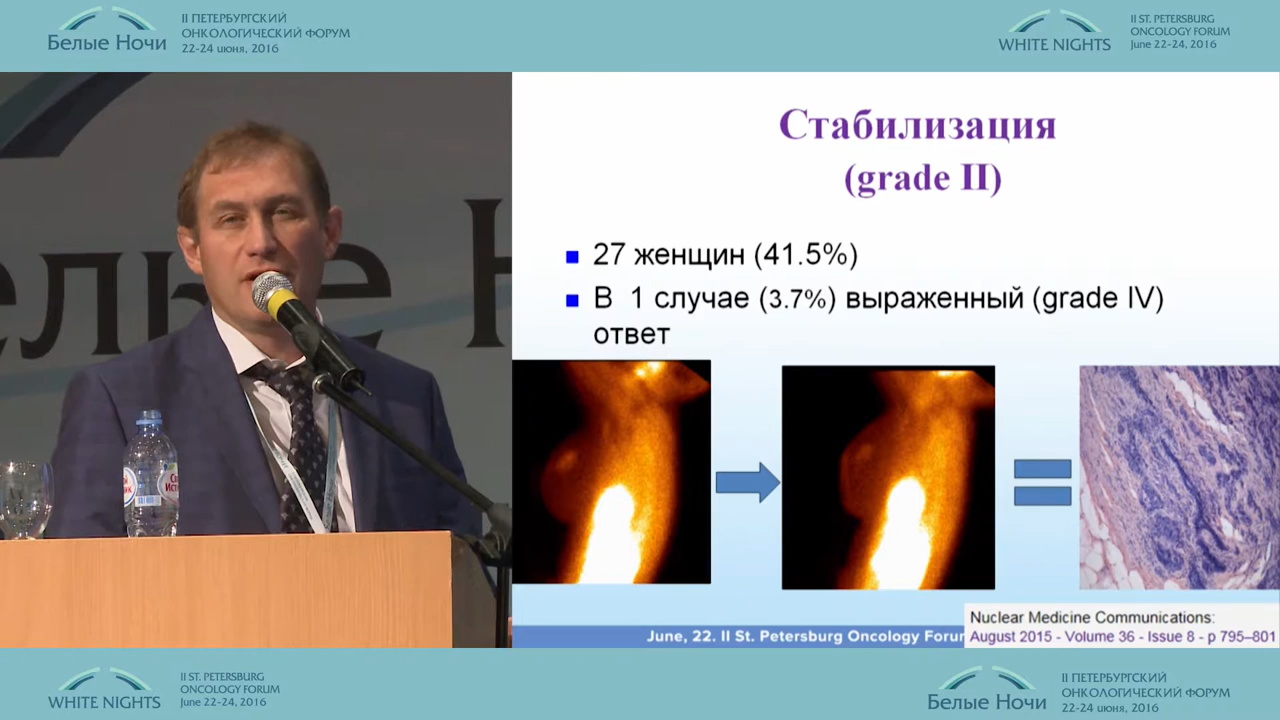 Белые Ночи
II ПЕТЕРБУРГСКИЙ
ОНКОЛОГИЧЕСКИЙ ФОРУМ
22-24 июня, 2016
WHITE NIGHTS
II ST. PETERSBURG
ONCOLOGY FORUM
June 22-24, 2016
Стабилизация
(grade II)
27 женщин (41.5%)
В 1 случае (3.7%) выраженный (grade IV)
ответ
Nuclear Medicine Communications:
August 2015 - Volume 36 - Issue 8 - p 795–801
June, 22. II St. Petersburg Oncology Forum
WHITE NIGHTS
II ST. PETERSBURG
ONCOLOGY FORUM
June 22-24, 2016
Белые Ночи
II ПЕТЕРБУРГСКИЙ
ОНКОЛОГИЧЕСКИЙ ФОРУМ
22-24 июня, 2016